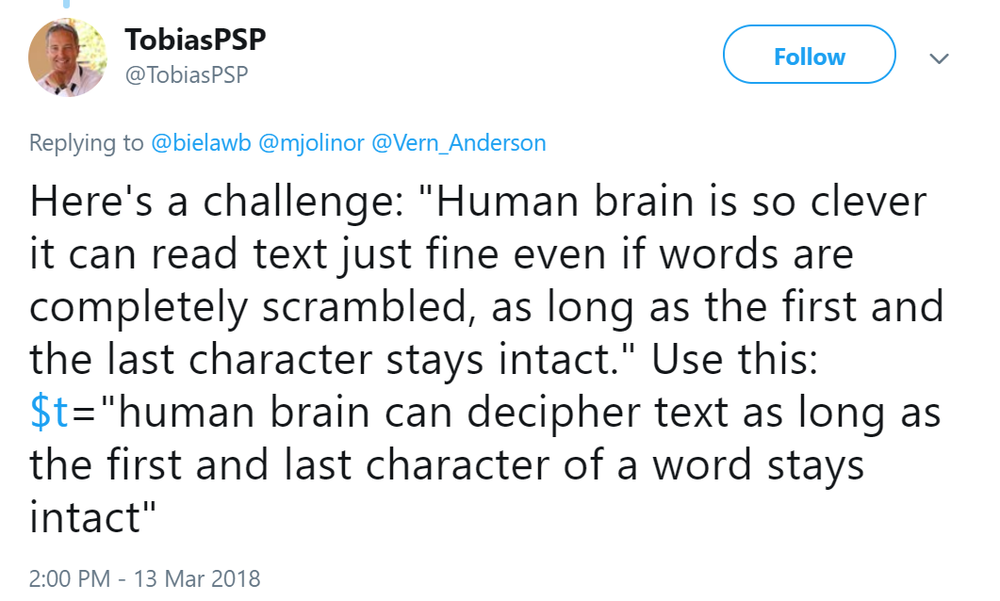 TobiasPSP
@TobiasPSP
Follow
Replying to @bielawb @mjolinor @Vern_Anderson
Here's a challenge: "Human brain is so clever
it can read text just fine even if words are
completely scrambled, as long as the first and
the last character stays intact." Use this:
$t="human brain can decipher text as long as
the first and last character of a word stays
intact"
2:00 PM - 13 Mar 2018